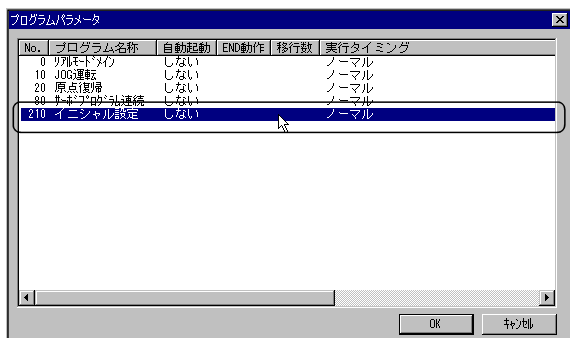 プログラムパラメータ
No. プログラム名称 自動起動 END動作 移行数 実行タイミング
0 リアルモードメイン しない ノーマル
10 JOG運転 しない ノーマル
20 原点復帰 しない ノーマル
80 サーボプログラム連続 しない ノーマル
210 イニシャル設定 しない ノーマル
OK キャンセル